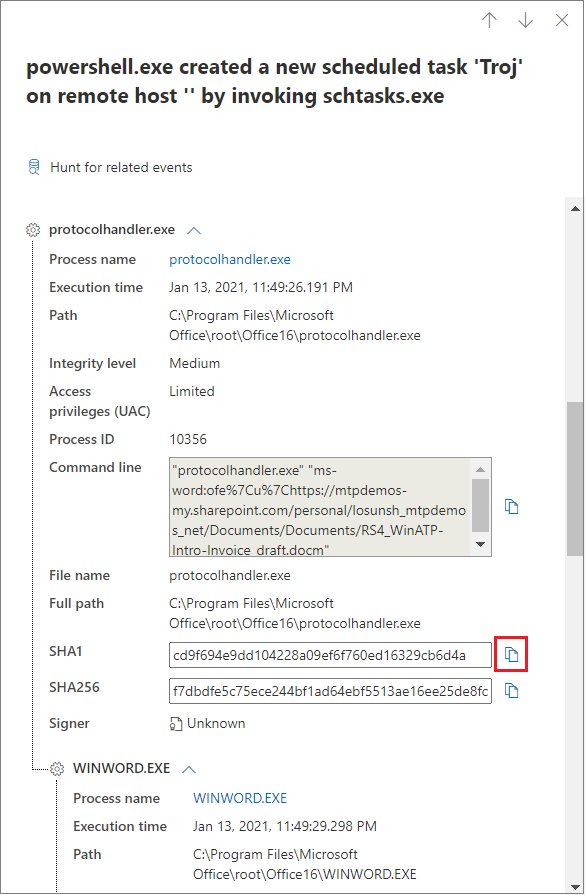 powershell.exe created a new scheduled task 'Troj'
on remote host '' by invoking schtasks.exe
Hunt for related events
protocolhandler.exe
Process name protocolhandler.exe
Execution time Jan 13, 2021, 11:49:26.191 PM
Path C:\Program Files\Microsoft
Office\root\Office16\protocolhandler.exe
Integrity level Medium
Access Limited
privileges (UAC)
Process ID 10356
Command line "protocolhandler.exe" "ms-
word:ofe%7Cu%7Chttps://mtpdemos-
my.sharepoint.com/personal/losunsh_mtpdemo
s_net/Documents/Documents/RS4_WinATP-
Intro-Invoice_draft.docm"
File name protocolhandler.exe
Full path C:\Program Files\Microsoft
Office\root\Office16\protocolhandler.exe
SHA1 cd9f694e9dd104228a09ef6f760ed16329cb6d4a
SHA256 f7dbdfe5c75ece244bf1ad64ebf5513ae16ee25de8fc
Signer Unknown
WINWORD.EXE
Process name WINWORD.EXE
Execution time Jan 13, 2021, 11:49:29.298 PM
Path C:\Program Files\Microsoft
Office\root\Office16\WINWORD.EXE